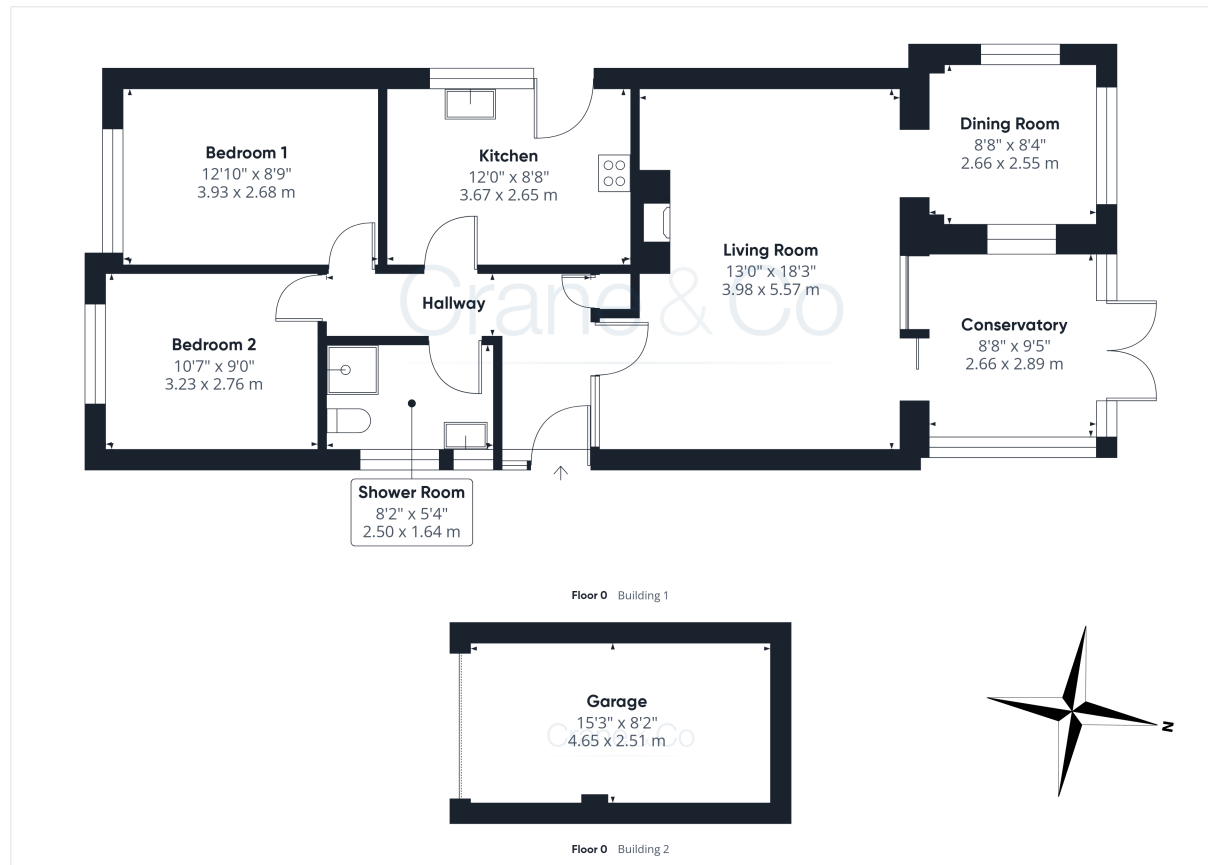 Bedroom 1
12'10" x 8'9"
3.93 x 2.68 m
Kitchen
12'0" x 8'8"
3.67 x 2.65 m
Dining Room
8'8" x 8'4"
2.66 x 2.55 m
Living Room
13'0" x 18'3"
3.98 x 5.57 m
Hallway
Crane & Co
Conservatory
8'8" x 9'5"
2.66 x 2.89 m
Bedroom 2
10'7" x 9'0"
3.23 x 2.76 m
Shower Room
8'2" x 5'4"
2.50 x 1.64 m
Floor 0 Building 1
Garage
15'3" x 8'2"
4.65 x 2.51 m
Crane & Co
N
Floor 0 Building 2